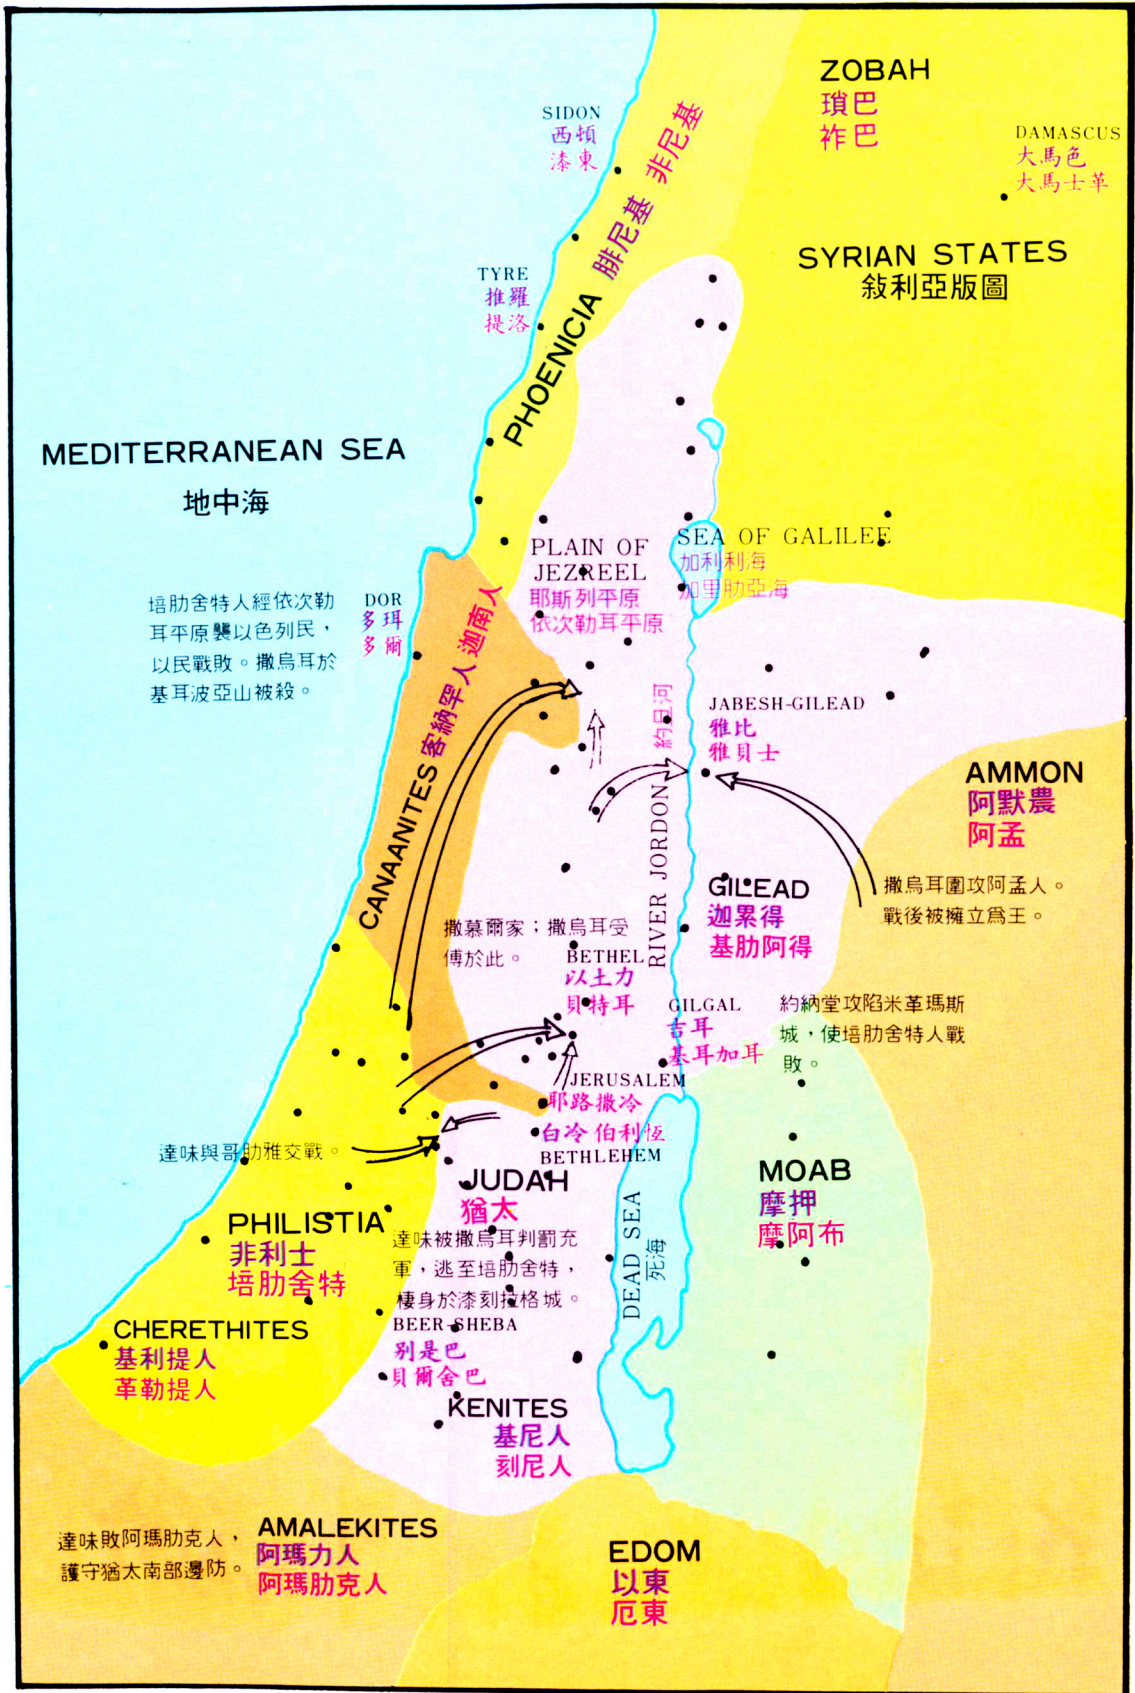 ZOBAH
瑣巴
祚巴
SIDON
西頓
漆東
DAMASCUS
大馬色
大馬士革
PHOENICIA 腓尼基 非尼基
SYRIAN STATES
敍利亞版圖
TYRE
推羅
提洛
MEDITERRANEAN SEA
地中海
PLAIN OF
JEZREEL
耶斯列平原
依次勒耳平原
SEA OF GALILEE
加利利海
加里肋亞海
培肋舍特人經依次勒
耳平原襲以色列民，
以民戰敗。撒烏耳於
基耳波亞山被殺。
DOR
多珥
多爾
CANAANITES 客納罕人 迦南人
RIVER JORDON 約旦河
JABESH-GILEAD
雅比
雅貝士
AMMON
阿默農
阿孟
撒烏耳圍攻阿孟人。
戰後被擁立爲王。
GILEAD
迦累得
基肋阿得
撒慕爾家；撒烏耳受
傅於此。
BETHEL
以土力
貝特耳
GILGAL
吉耳
基耳加耳
約納堂攻陷米革瑪斯
城，使培肋舍特人戰
敗。
JERUSALEM
耶路撒冷
白冷 伯利恆
BETHLEHEM
達味與哥肋雅交戰。
JUDAH
猶太
MOAB
摩押
摩阿布
DEAD SEA
死海
PHILISTIA
非利士
培肋舍特
達味被撒烏耳判罰充
軍，逃至培肋舍特，
棲身於漆刻拉格城。
CHERETHITES
基利提人
革勒提人
BEER-SHEBA
別是巴
貝爾舍巴
KENITES
基尼人
刻尼人
達味敗阿瑪肋克人，
護守猶太南部邊防。
AMALEKITES
阿瑪力人
阿瑪肋克人
EDOM
以東
厄東